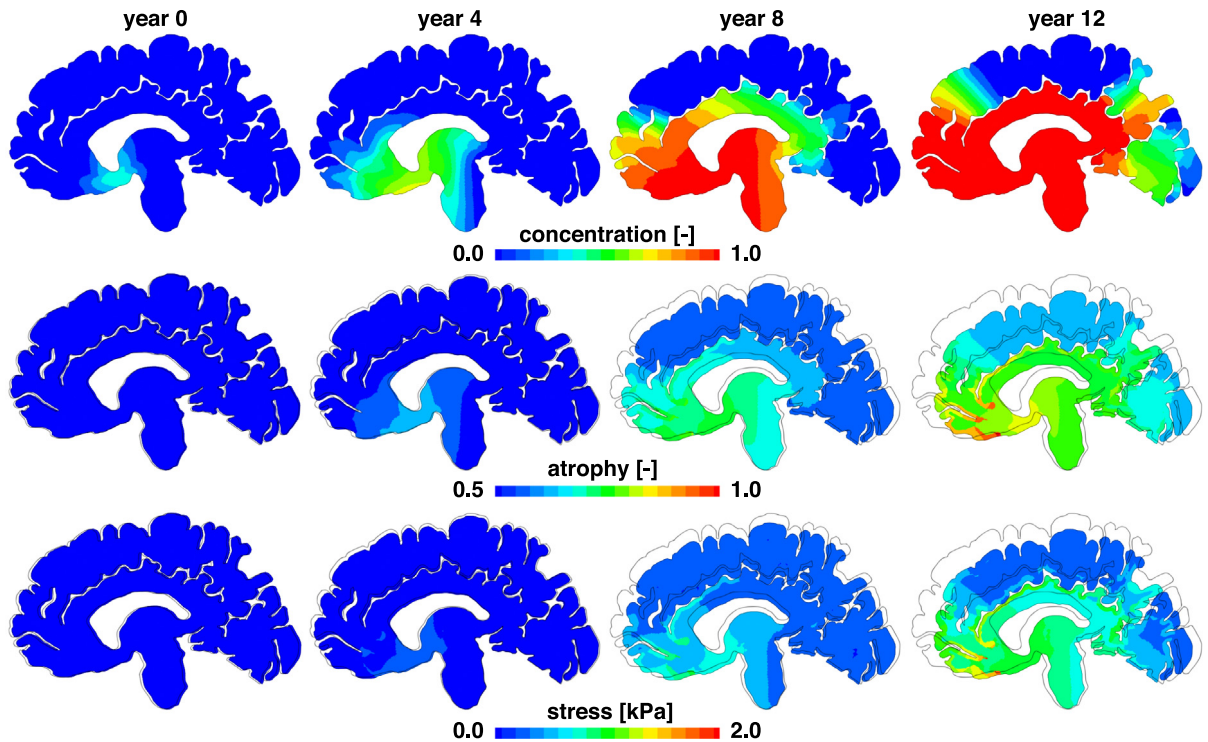 year 0 year 4 year 8 year 12
concentration [-]
0.0 1.0
atrophy [-]
0.5 1.0
stress [kPa]
0.0 2.0